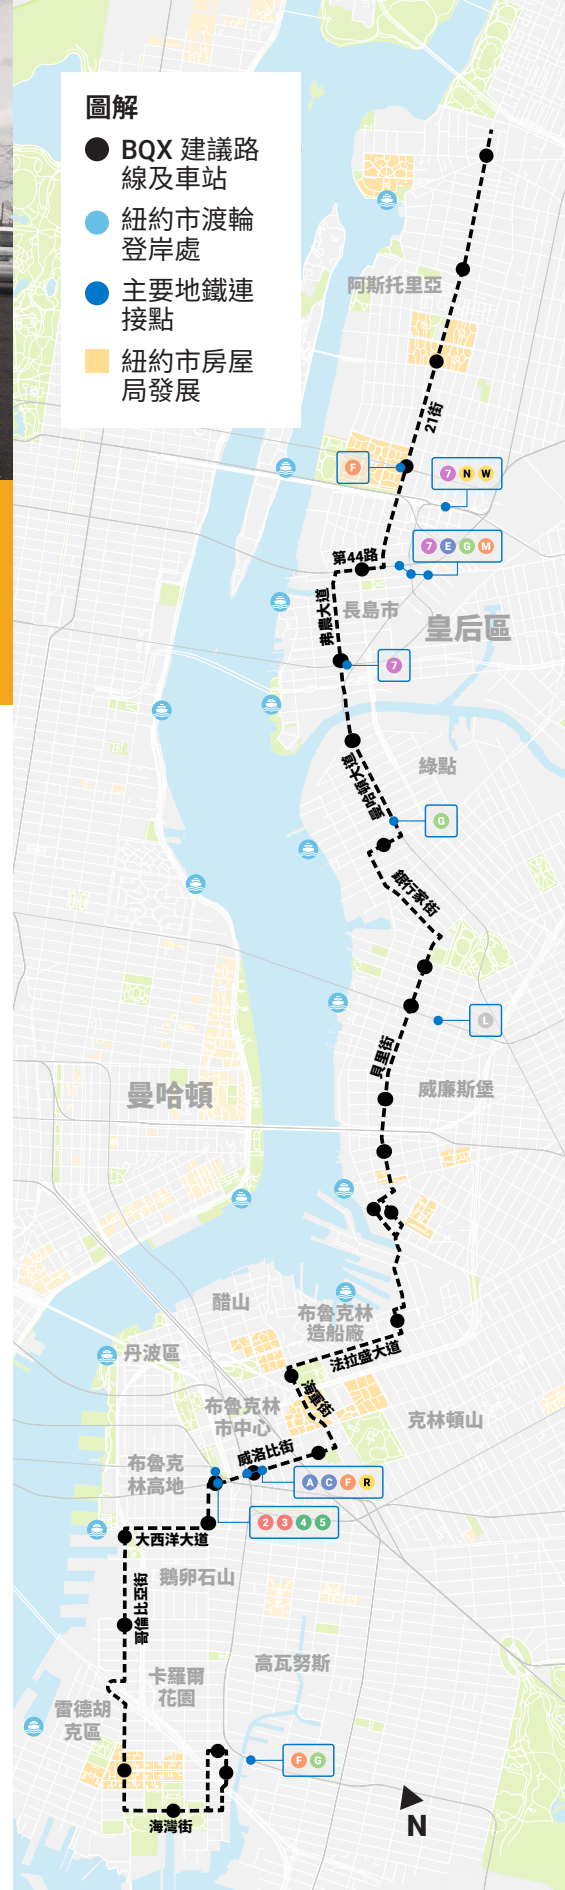 圖解
BQX 建議路
線及車站
紐約市渡輪
登岸處
主要地鐵連
接點
紐約市房屋
局發展
阿斯托里亞
21街
F
7 N W
7 E G M
第44路
長島市
皇后區
弗農大道
7
綠點
曼哈頓大道
G
銀行家街
L
貝里街
威廉斯堡
曼哈頓
醋山
布魯克林
造船廠
丹波區
法拉盛大道
海軍街
布魯克林
市中心
克林頓山
威洛比街
布魯克
林高地
A C F R
2 3 4 5
大西洋大道
鵝卵石山
哥倫比亞街
高瓦努斯
卡羅爾
花園
雷德胡
克區
F G
海灣街
N